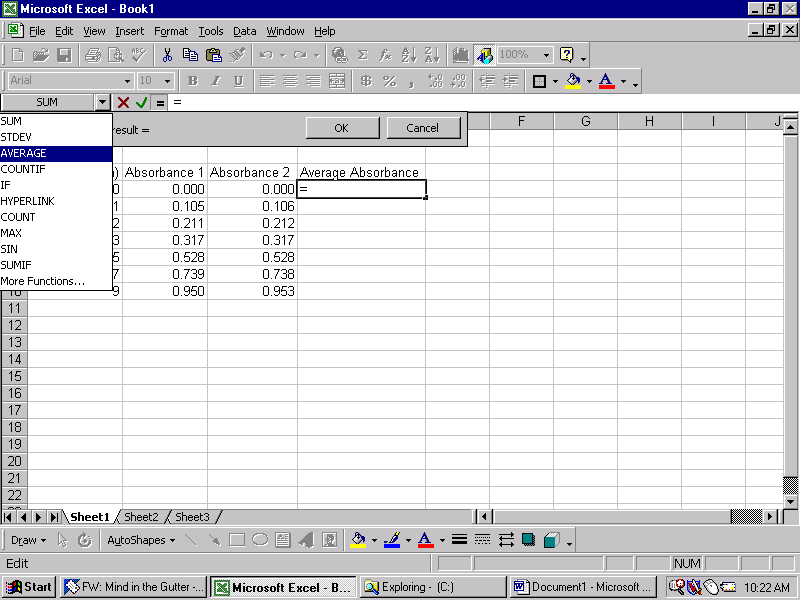 Microsoft Excel - Book1
File Edit View Insert Format Tools Data Window Help
100%
Arial 10 B I U $ % ,
SUM =
SUM
STDEV
AVERAGE
COUNTIF
IF
HYPERLINK
COUNT
MAX
SIN
SUMIF
More Functions...
result = OK Cancel
F G H I J
) Absorbance 1 Absorbance 2 Average Absorbance
0 0.000 0.000 =
1 0.105 0.106
2 0.211 0.212
3 0.317 0.317
5 0.528 0.528
7 0.739 0.738
10 9 0.950 0.953
11
12
13
14
15
16
17
18
19
20
21
22
Sheet1 Sheet2 Sheet3
Draw AutoShapes A
Edit NUM
Start FW: Mind in the Gutter -... Microsoft Excel - B... Exploring - (C:) Document1 - Microsoft ... 10:22 AM